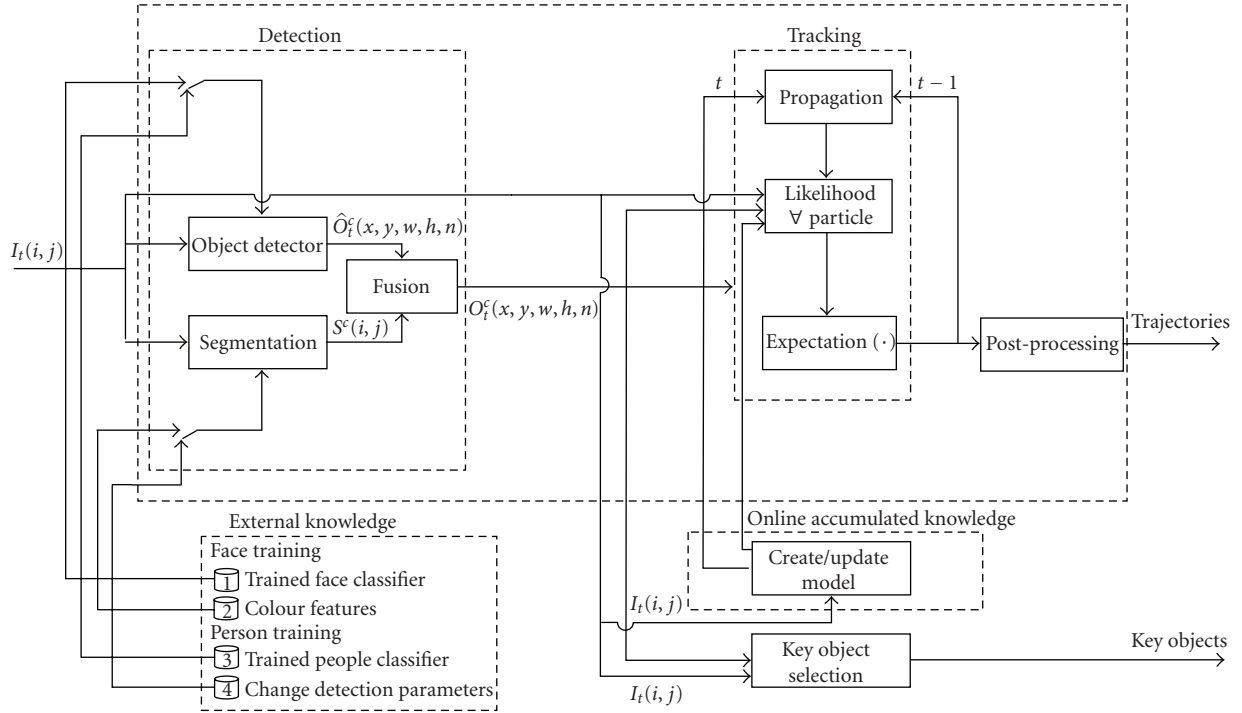 Detection
Tracking
t
Propagation
t − 1
Likelihood
∀ particle
I_t(i, j)
Object detector
Ô_t^c(x, y, w, h, n)
Fusion
O_t^c(x, y, w, h, n)
Segmentation
S^c(i, j)
Expectation (·)
Post-processing
Trajectories
External knowledge
Face training
1 Trained face classifier
2 Colour features
Person training
3 Trained people classifier
4 Change detection parameters
Online accumulated knowledge
Create/update
model
I_t(i, j)
Key object
selection
I_t(i, j)
Key objects